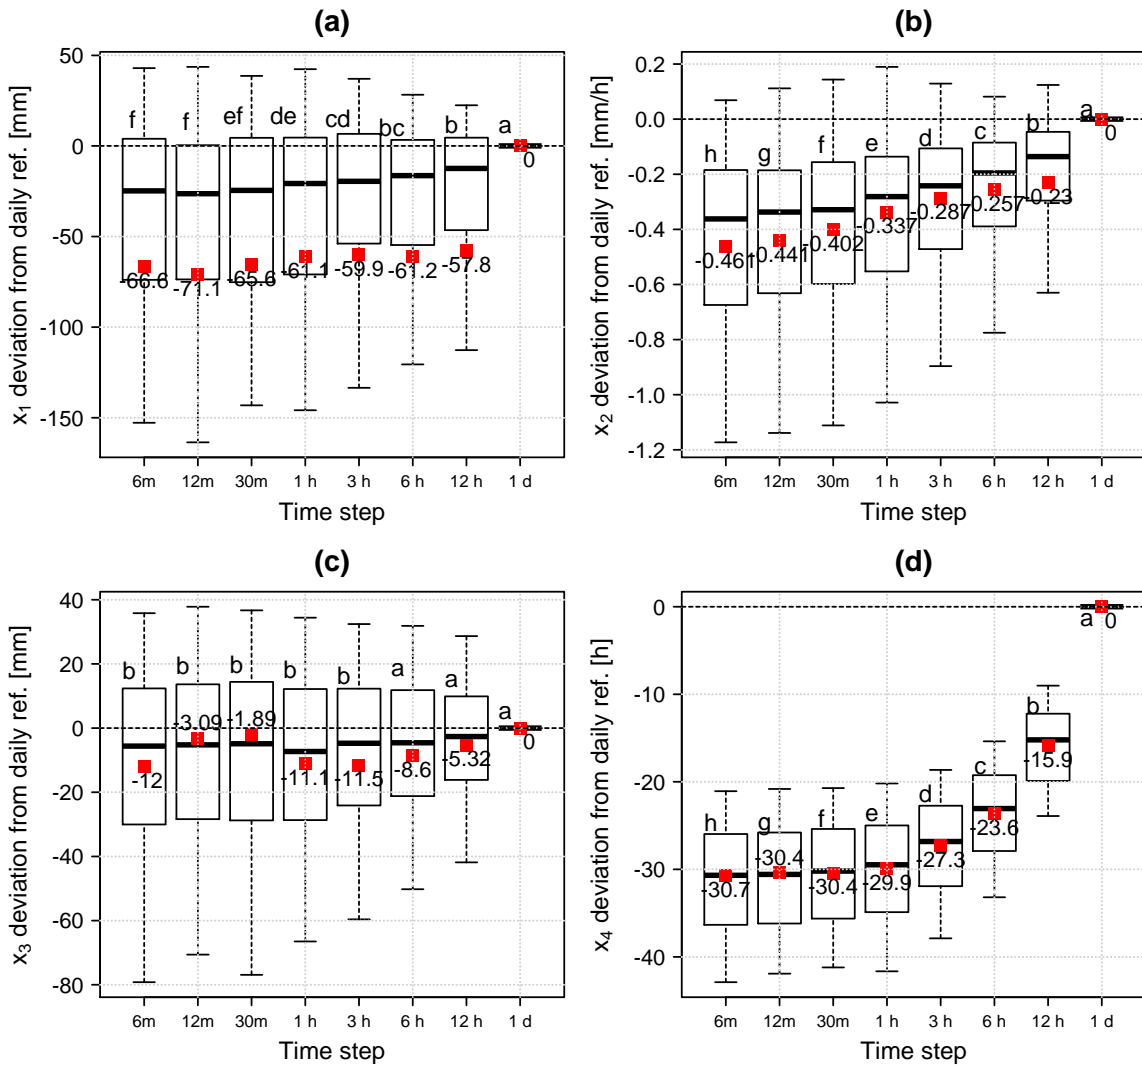 (a)
x1 deviation from daily ref. [mm]
50
0
-50
-100
-150
f f ef de cd bc b a
-66.6 -71.1 -65.6 -61.1 -59.9 -61.2 -57.8 0
6m 12m 30m 1 h 3 h 6 h 12 h 1 d
Time step
(b)
x2 deviation from daily ref. [mm/h]
0.2
0.0
-0.2
-0.4
-0.6
-0.8
-1.0
-1.2
h g f e d c b a
-0.461 -0.441 -0.402 -0.337 -0.287 -0.257 -0.23 0
6m 12m 30m 1 h 3 h 6 h 12 h 1 d
Time step
(c)
x3 deviation from daily ref. [mm]
40
20
0
-20
-40
-60
-80
b b b b b a a a
-12 -3.09 -1.89 -11.1 -11.5 -8.6 -5.32 0
6m 12m 30m 1 h 3 h 6 h 12 h 1 d
Time step
(d)
x4 deviation from daily ref. [h]
0
-10
-20
-30
-40
h g f e d c b a
-30.7 -30.4 -30.4 -29.9 -27.3 -23.6 -15.9 0
6m 12m 30m 1 h 3 h 6 h 12 h 1 d
Time step